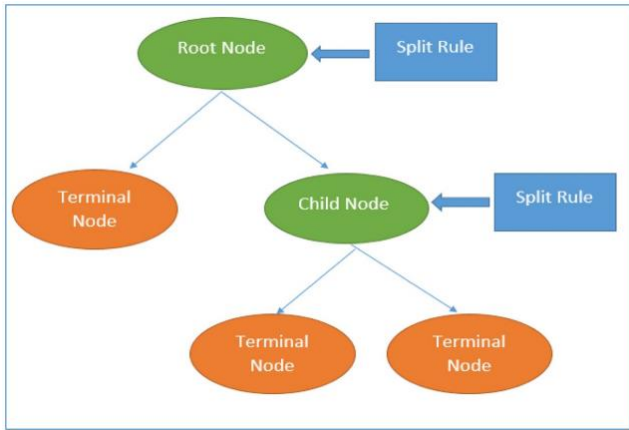 Root Node
Split Rule
Terminal
Node
Child Node
Split Rule
Terminal
Node
Terminal
Node